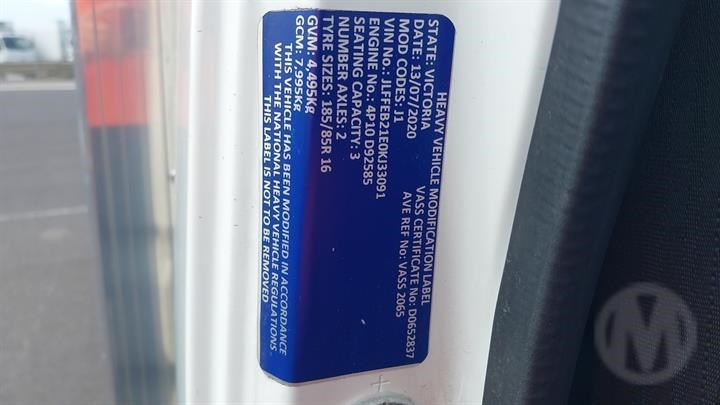 HEAVY VEHICLE MODIFICATION LABEL
STATE: VICTORIA
VASS CERTIFICATE No: D0652837
DATE: 13/07/2020
AVE REF No: VASS 2065
MOD CODES: J1
VIN No: JLFFEB21E0KJ33091
ENGINE No.: 4P10 D92585
SEATING CAPACITY: 3
NUMBER AXLES: 2
TYRE SIZES: 185/85R 16
GVM: 4,495Kg
GCM: 7,995Kg
THIS VEHICLE HAS BEEN MODIFIED IN ACCORDANCE
WITH THE NATIONAL HEAVY VEHICLE REGULATIONS
THIS LABEL IS NOT TO BE REMOVED
M